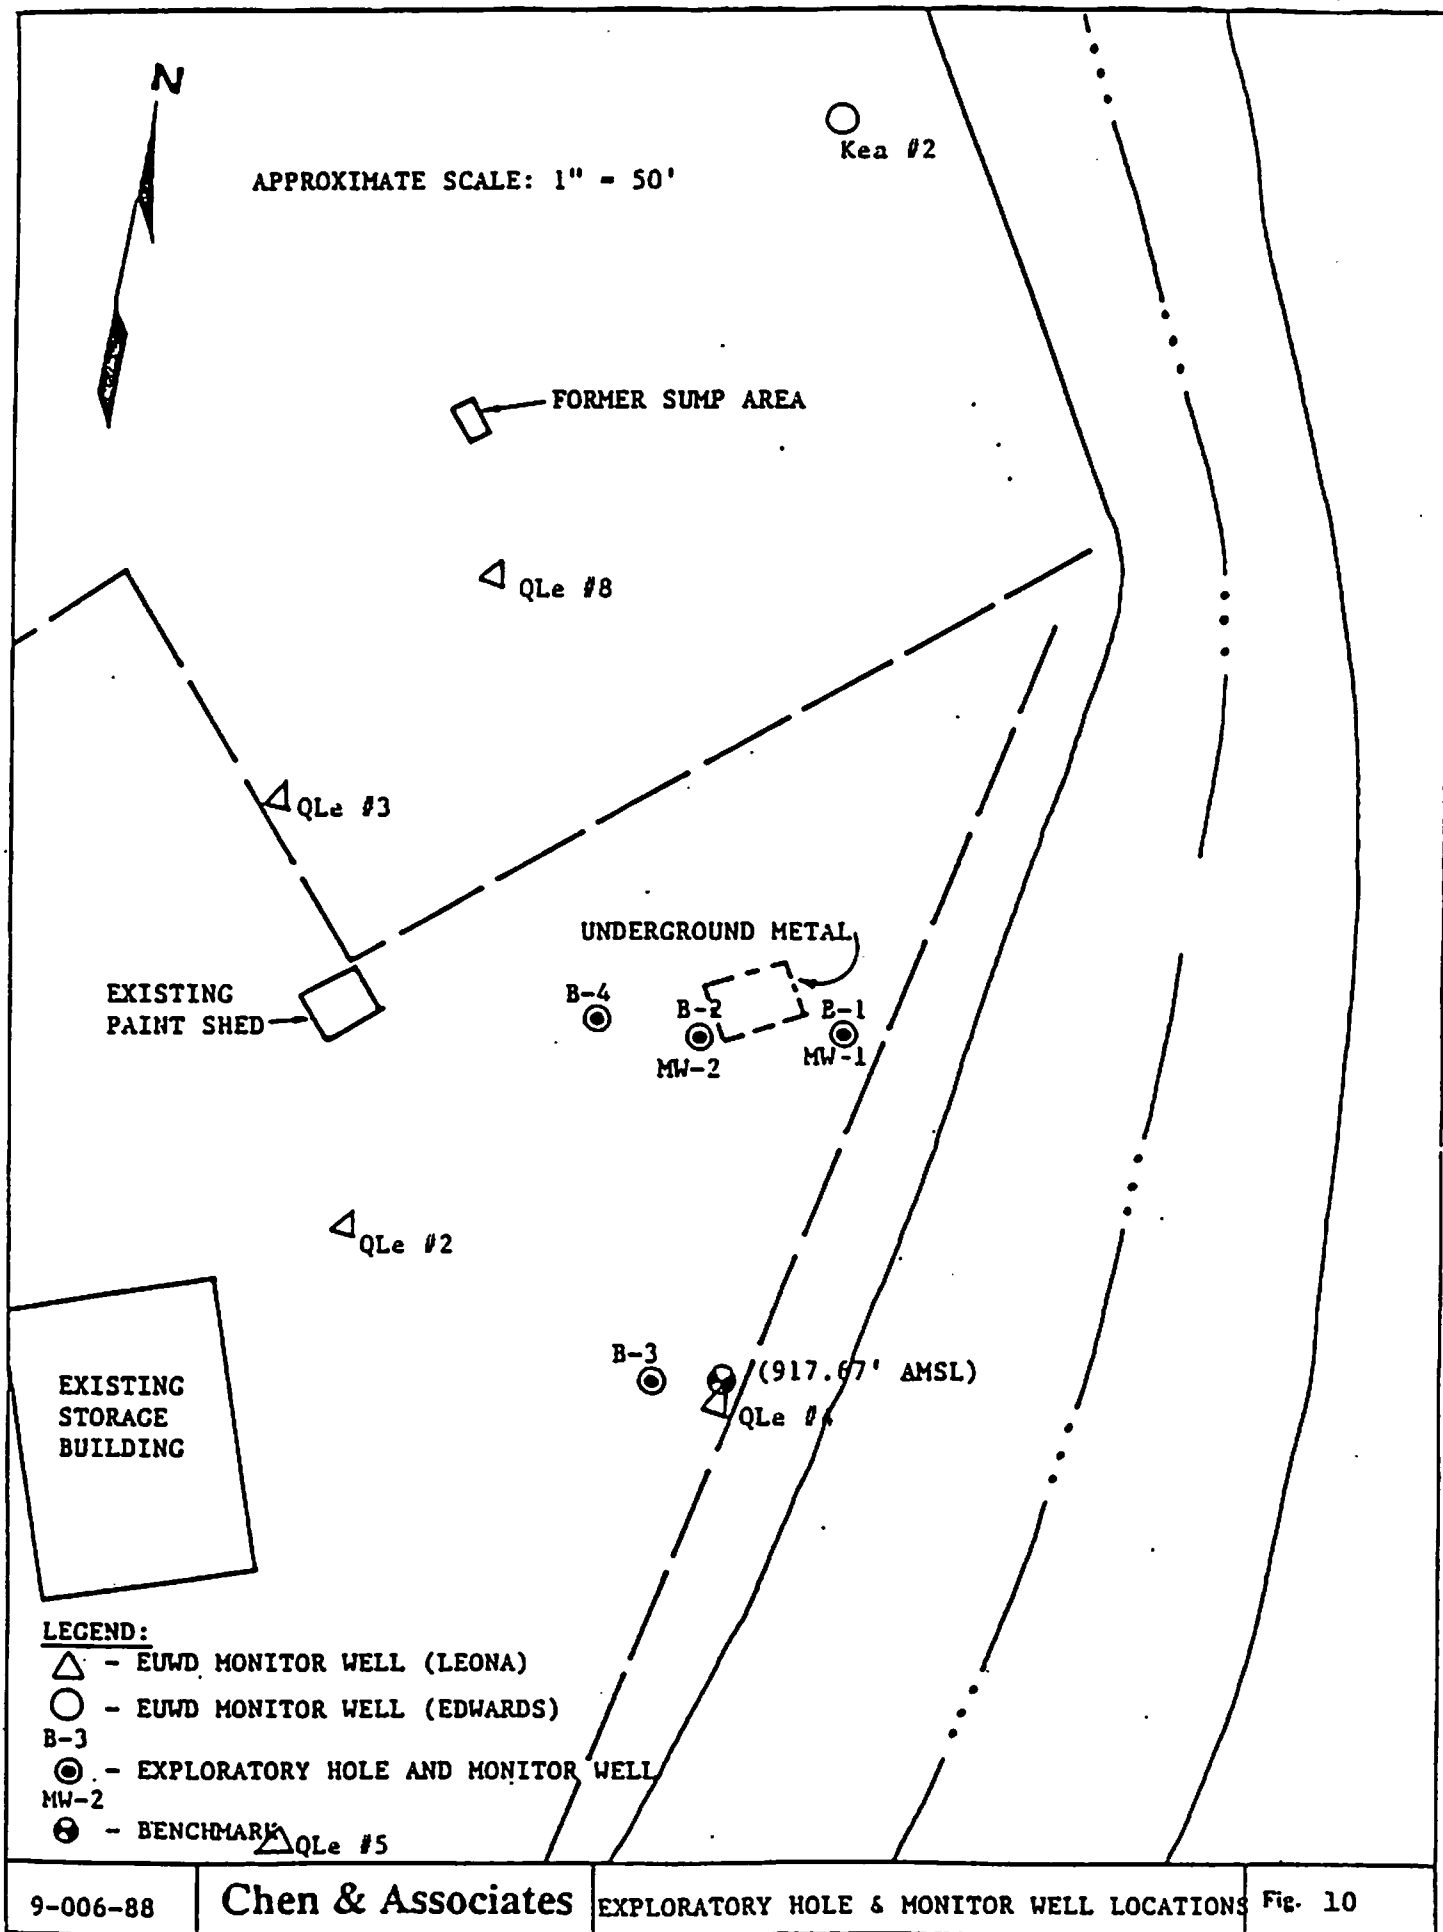 N
Kea #2
APPROXIMATE SCALE: 1" = 50'
FORMER SUMP AREA
QLe #8
QLe #3
UNDERGROUND METAL
EXISTING
PAINT SHED
B-4
B-2
B-1
MW-2
MW-1
QLe #2
B-3
(917.67' AMSL)
QLe #4
EXISTING
STORAGE
BUILDING
LEGEND:
△ - EUWD MONITOR WELL (LEONA)
○ - EUWD MONITOR WELL (EDWARDS)
B-3
- EXPLORATORY HOLE AND MONITOR WELL
MW-2
- BENCHMARK
QLe #5
9-006-88
Chen & Associates
EXPLORATORY HOLE & MONITOR WELL LOCATIONS
Fig. 10